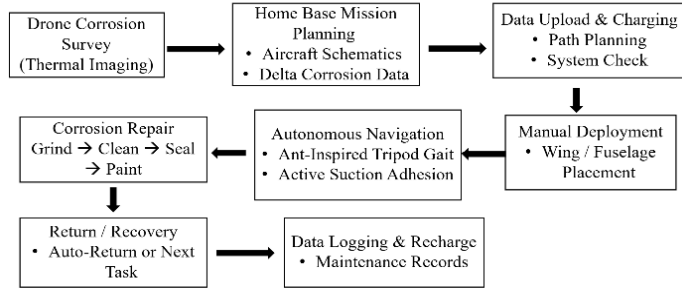 Drone Corrosion
Survey
(Thermal Imaging)
Home Base Mission
Planning
• Aircraft Schematics
• Delta Corrosion Data
Data Upload & Charging
• Path Planning
• System Check
Manual Deployment
• Wing / Fuselage
Placement
Autonomous Navigation
• Ant-Inspired Tripod Gait
• Active Suction Adhesion
Corrosion Repair
Grind → Clean → Seal
→ Paint
Return / Recovery
• Auto-Return or Next
Task
Data Logging & Recharge
• Maintenance Records